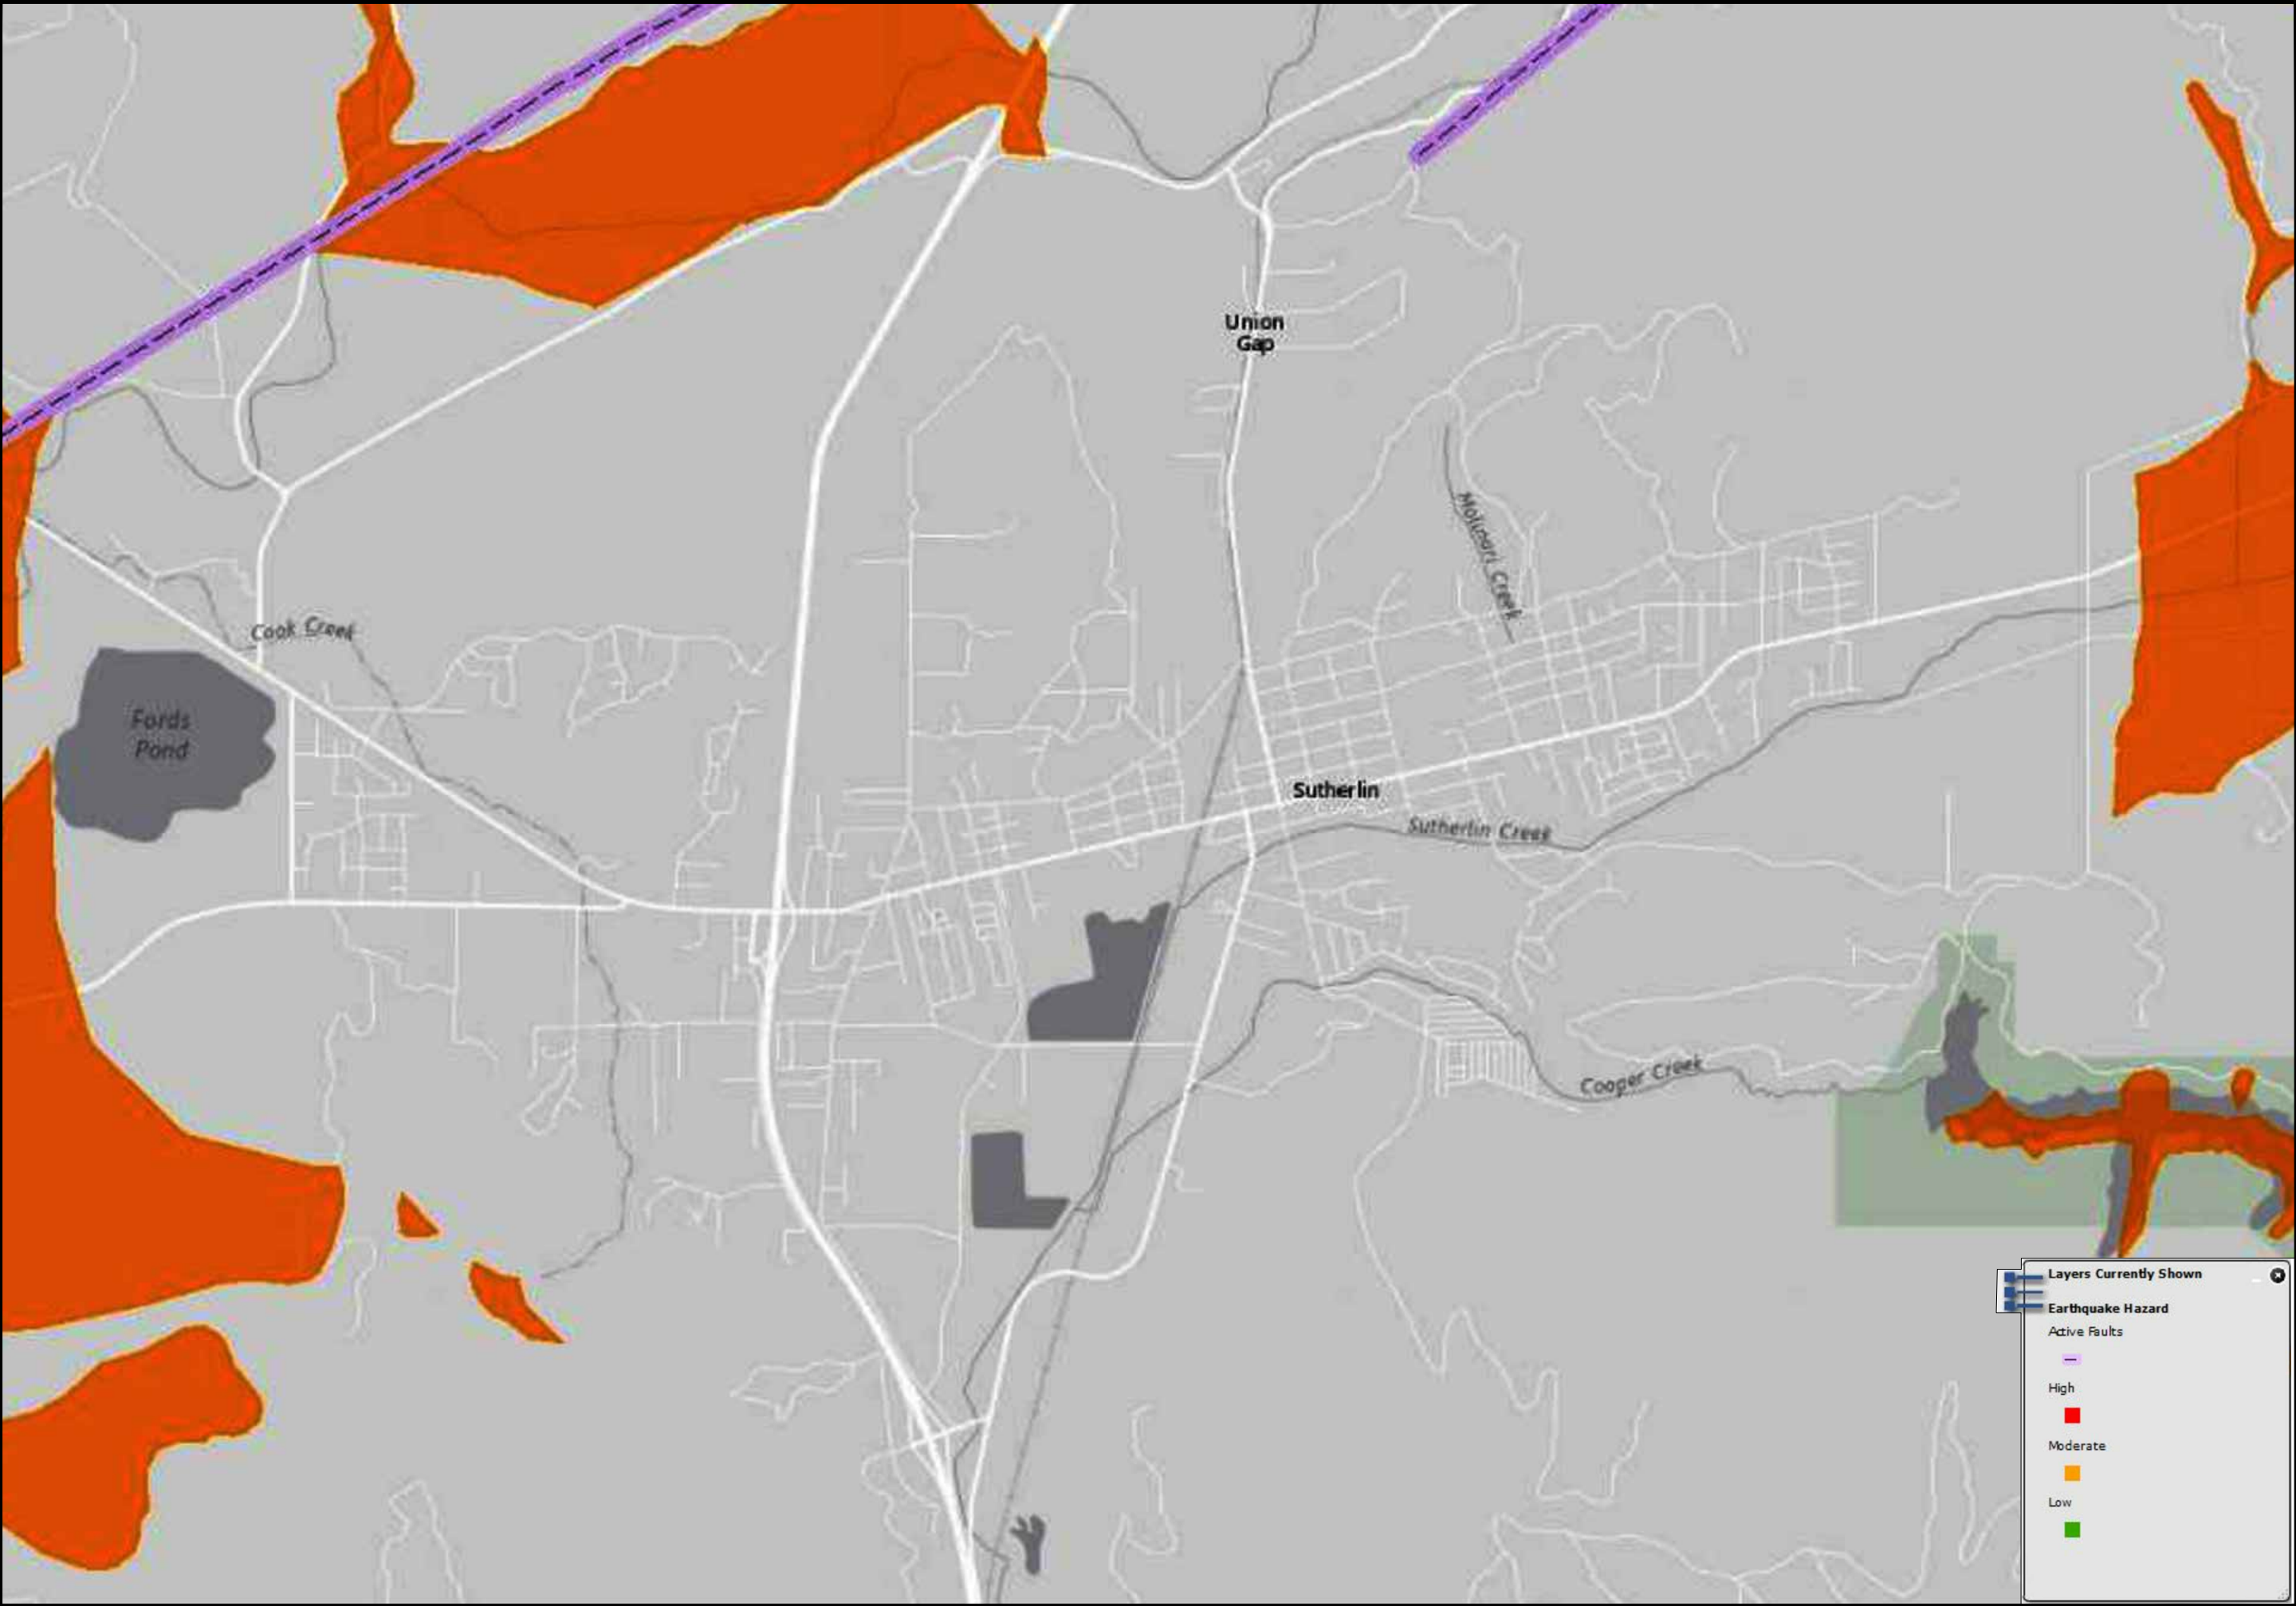 Union
Gap
Molinari Creek
Cook Creek
Fords
Pond
Sutherlin
Sutherlin Creek
Cooper Creek
Layers Currently Shown
Earthquake Hazard
Active Faults
High
Moderate
Low